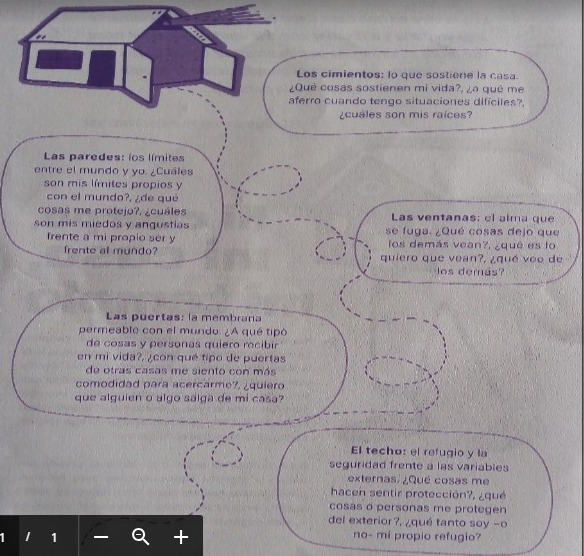 Los cimientos: lo que sostiene la casa.
¿Qué cosas sostienen mi vida?, ¿a qué me
aferro cuando tengo situaciones difíciles?,
¿cuáles son mis raíces?
Las paredes: los límites
entre el mundo y yo. ¿Cuáles
son mis límites propios y
con el mundo?, ¿de qué
cosas me protejo?, ¿cuáles
son mis miedos y angustias
frente a mi propio ser y
frente al mundo?
Las ventanas: el alma que
se fuga. ¿Qué cosas dejo que
los demás vean?, ¿qué es lo
quiero que vean?, ¿qué veo de
los demás?
Las puertas: la membrana
permeable con el mundo. ¿A qué tipo
de cosas y personas quiero recibir
en mi vida?, ¿con qué tipo de puertas
de otras casas me siento con más
comodidad para acercarme?, ¿quiero
que alguien o algo salga de mi casa?
El techo: el refugio y la
seguridad frente a las variables
externas. ¿Qué cosas me
hacen sentir protección?, ¿qué
cosas o personas me protegen
del exterior?, ¿qué tanto soy –o
no– mi propio refugio?
1 / 1